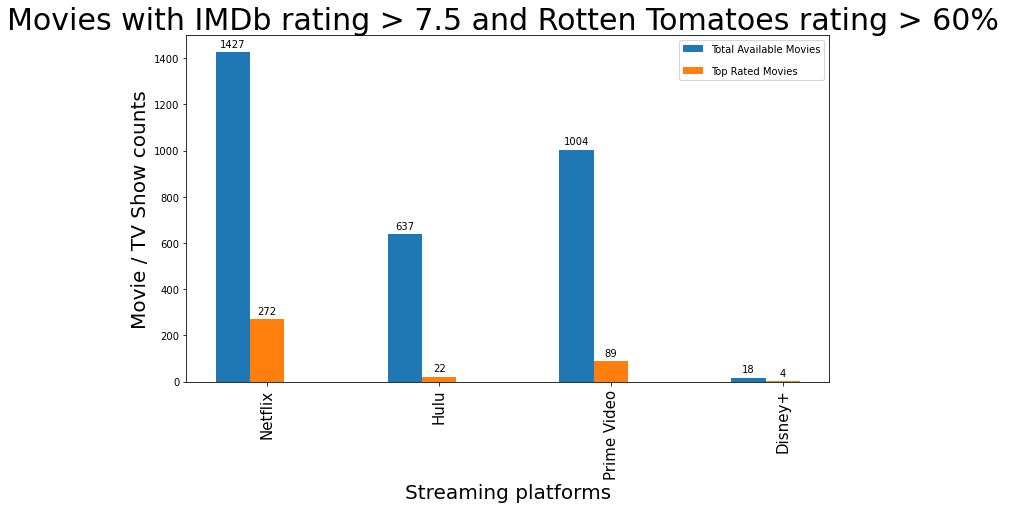 Movies with IMDb rating > 7.5 and Rotten Tomatoes rating > 60%
Total Available Movies
Top Rated Movies
Movie / TV Show counts
1400
1200
1000
800
600
400
200
0
1427
272
637
22
1004
89
18
4
Netflix
Hulu
Prime Video
Disney+
Streaming platforms